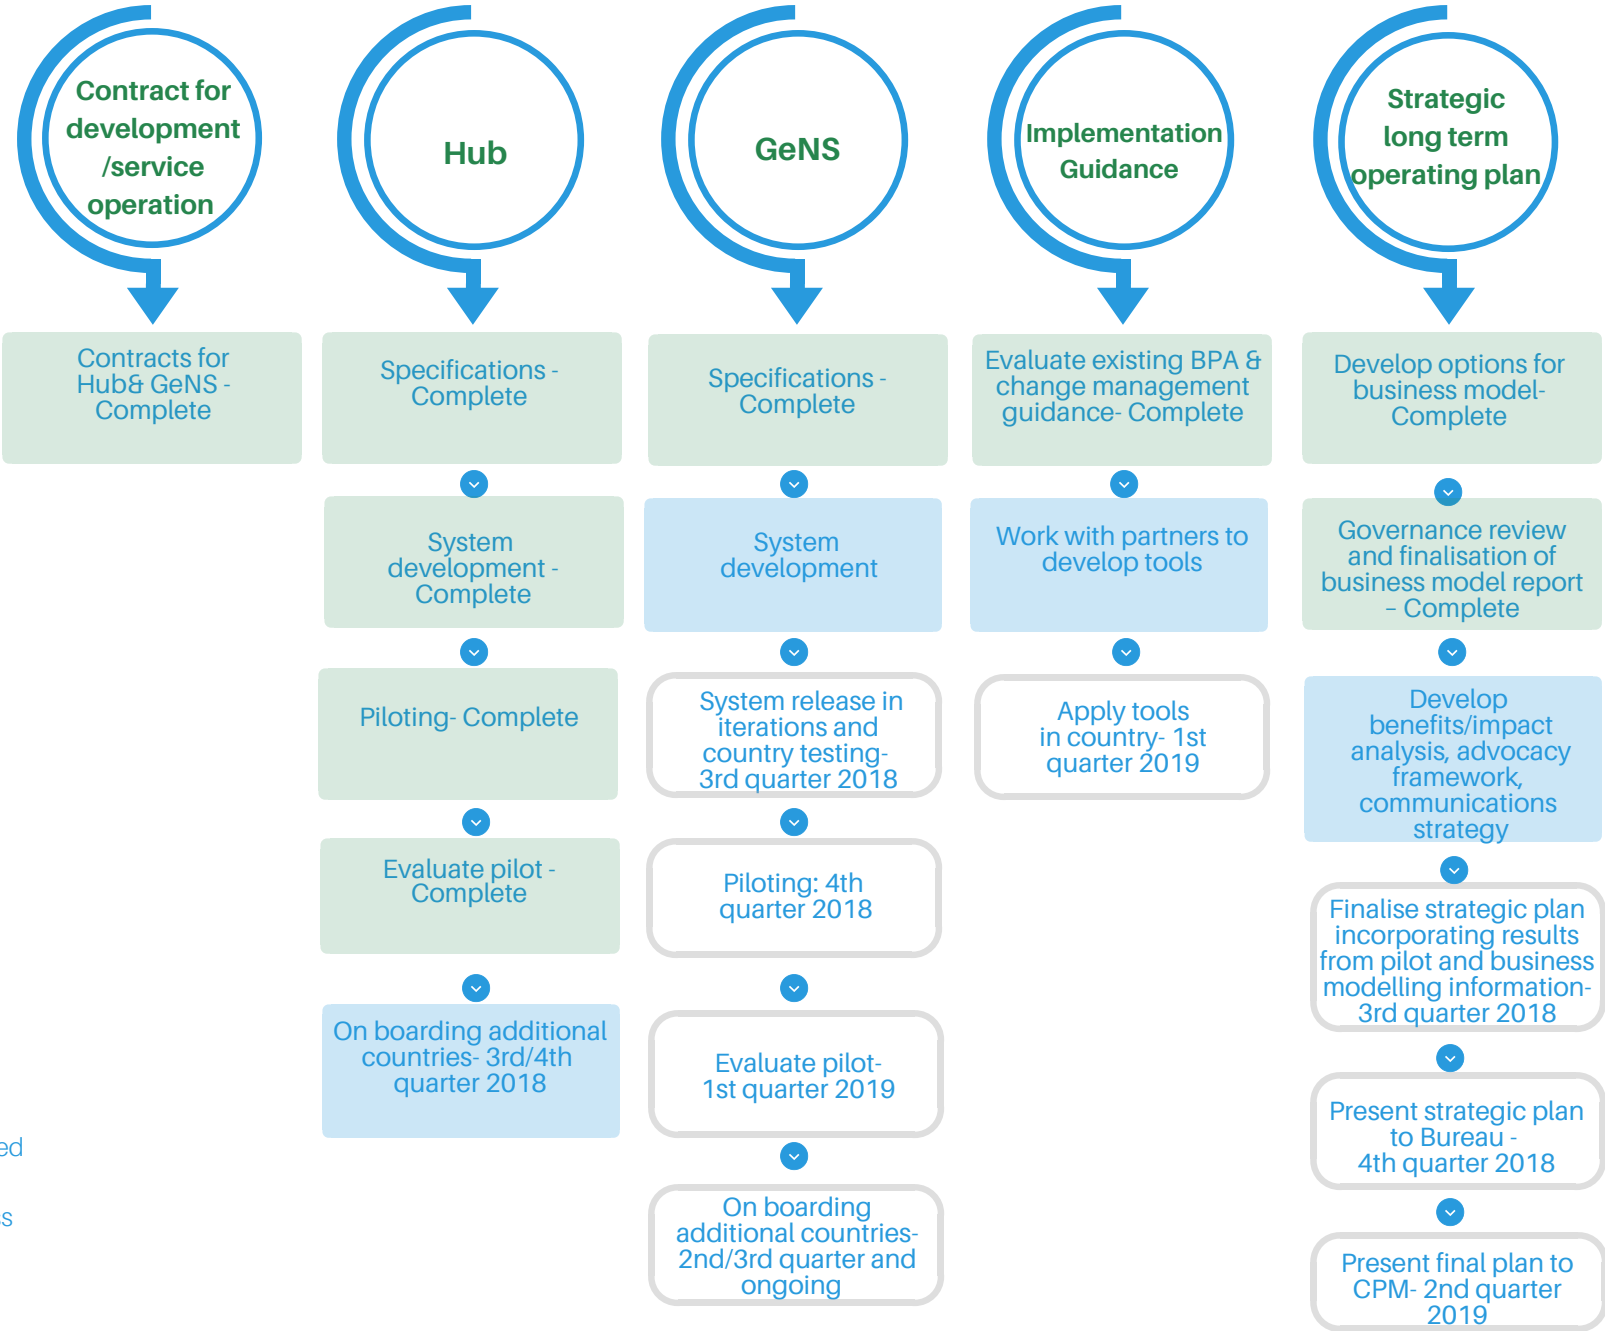 Contract for
development
/service
operation
Hub
GeNS
Implementation
Guidance
Strategic
long term
operating plan
Contracts for
Hub& GeNS -
Complete
Specifications -
Complete
System
development -
Complete
Piloting- Complete
Evaluate pilot -
Complete
On boarding additional
countries- 3rd/4th
quarter 2018
Specifications -
Complete
System
development
System release in
iterations and
country testing-
3rd quarter 2018
Piloting: 4th
quarter 2018
Evaluate pilot-
1st quarter 2019
On boarding
additional countries-
2nd/3rd quarter and
ongoing
Evaluate existing BPA &
change management
guidance- Complete
Work with partners to
develop tools
Apply tools
in country- 1st
quarter 2019
Develop options for
business model-
Complete
Governance review
and finalisation of
business model report
– Complete
Develop
benefits/impact
analysis, advocacy
framework,
communications
strategy
Finalise strategic plan
incorporating results
from pilot and business
modelling information-
3rd quarter 2018
Present strategic plan
to Bureau -
4th quarter 2018
Present final plan to
CPM- 2nd quarter
2019